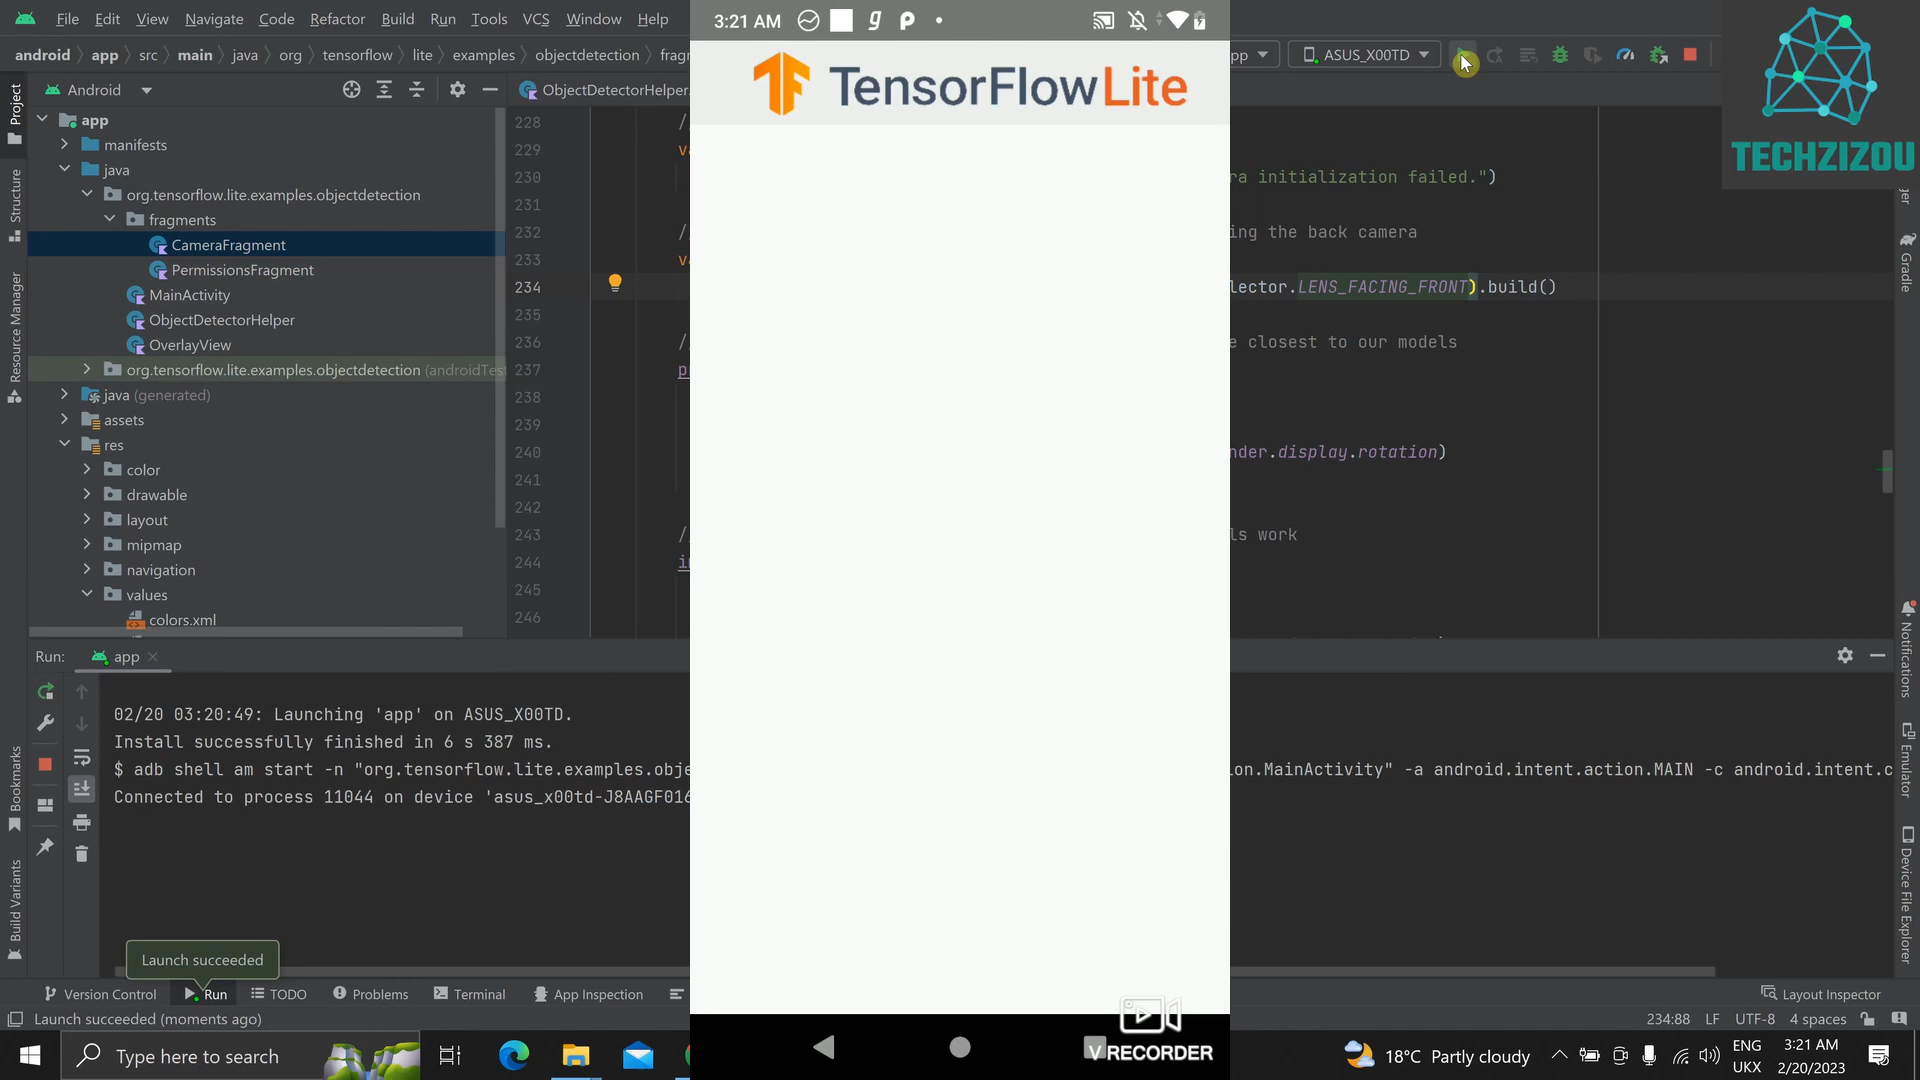 File Edit View Navigate Code Refactor Build Run Tools VCS Window Help
android app src main java org tensorflow lite examples objectdetection frag
ASUS_X00TD
3:21 AM
TensorFlow Lite
TECHZIZOU
Android
ObjectDetectorHelper.
app
manifests
java
org.tensorflow.lite.examples.objectdetection
fragments
CameraFragment
PermissionsFragment
MainActivity
ObjectDetectorHelper
OverlayView
org.tensorflow.lite.examples.objectdetection (androidTes
java (generated)
assets
res
color
drawable
layout
mipmap
navigation
values
colors.xml
228 //
229 va
230 ra initialization failed.")
231
232 // ing the back camera
233 va
234 lector.LENS_FACING_FRONT).build()
235
236 // e closest to our models
237 p
238
239
240 nder.display.rotation)
241
242
243 // ls work
244 i
245
246
Project
Structure
Resource Manager
Bookmarks
Build Variants
Gradle
Notifications
Emulator
Device File Explorer
Run: app
02/20 03:20:49: Launching 'app' on ASUS_X00TD.
Install successfully finished in 6 s 387 ms.
$ adb shell am start -n "org.tensorflow.lite.examples.obje on.MainActivity" -a android.intent.action.MAIN -c android.intent.c
Connected to process 11044 on device 'asus_x00td-J8AAGF016
Launch succeeded
Version Control Run TODO Problems Terminal App Inspection Layout Inspector
Launch succeeded (moments ago) 234:88 LF UTF-8 4 spaces
VRECORDER
Type here to search
18°C Partly cloudy
ENG
UKX
3:21 AM
2/20/2023